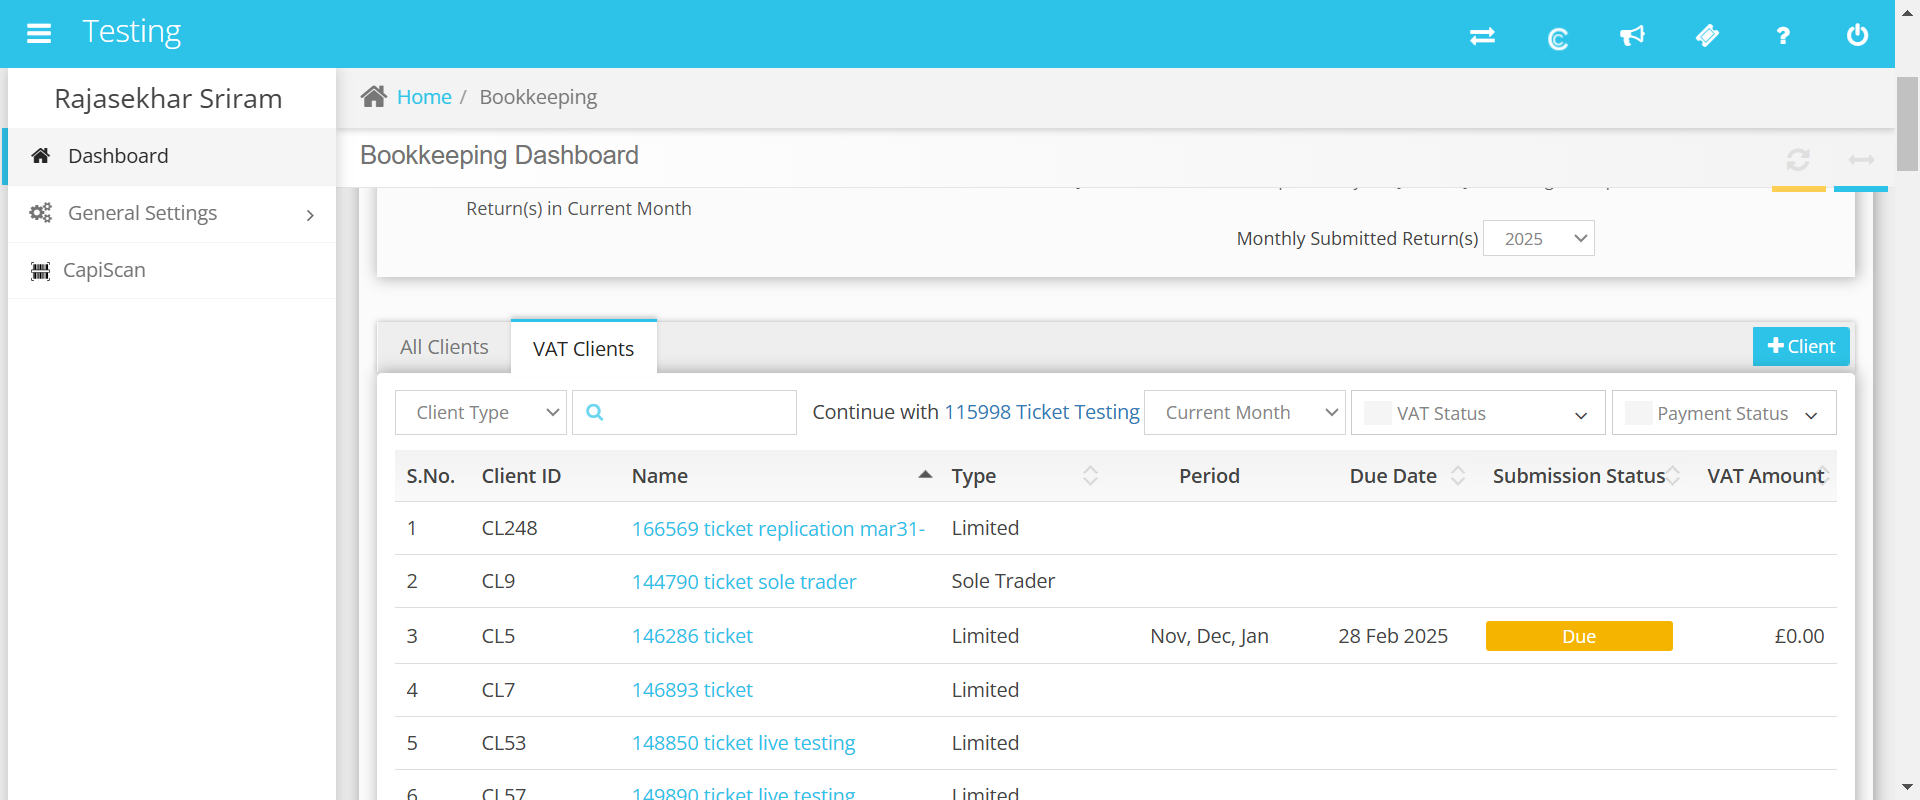 Testing
Rajasekhar Sriram
Dashboard
General Settings
CapiScan
Home / Bookkeeping
Bookkeeping Dashboard
Return(s) in Current Month
Monthly Submitted Return(s) 2025
All Clients VAT Clients
Client
Client Type Continue with 115998 Ticket Testing Current Month VAT Status Payment Status
S.No. Client ID Name Type Period Due Date Submission Status VAT Amount
1 CL248 166569 ticket replication mar31- Limited
2 CL9 144790 ticket sole trader Sole Trader
3 CL5 146286 ticket Limited Nov, Dec, Jan 28 Feb 2025 Due £0.00
4 CL7 146893 ticket Limited
5 CL53 148850 ticket live testing Limited
6 CL57 149890 ticket live testing Limited